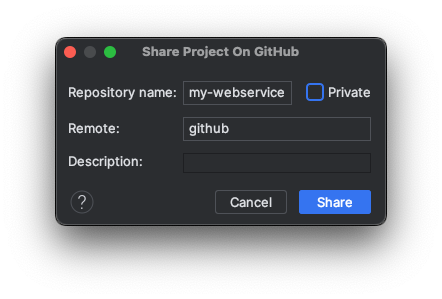 Share Project On GitHub
Repository name: my-webservice Private
Remote: github
Description:
? Cancel Share